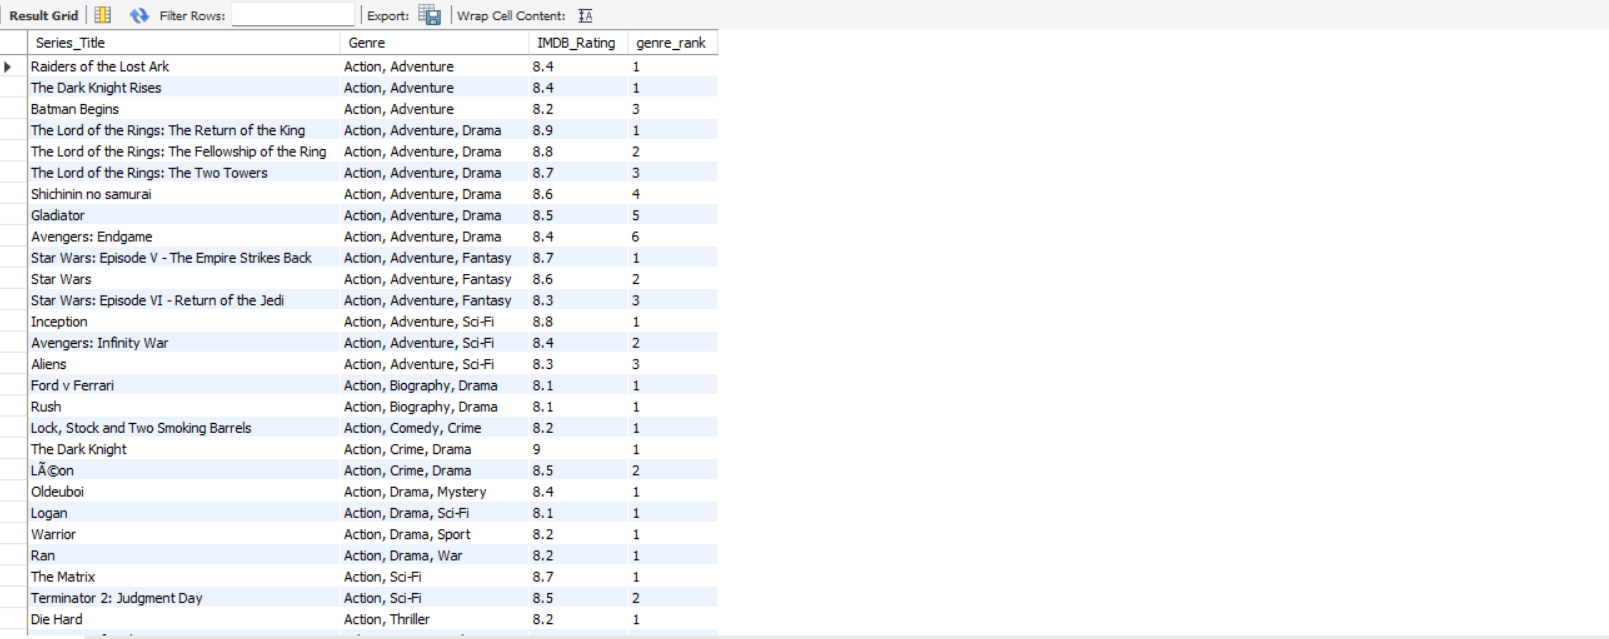 Result Grid Filter Rows: Export: Wrap Cell Content:
Series_Title Genre IMDB_Rating genre_rank
Raiders of the Lost Ark Action, Adventure 8.4 1
The Dark Knight Rises Action, Adventure 8.4 1
Batman Begins Action, Adventure 8.2 3
The Lord of the Rings: The Return of the King Action, Adventure, Drama 8.9 1
The Lord of the Rings: The Fellowship of the Ring Action, Adventure, Drama 8.8 2
The Lord of the Rings: The Two Towers Action, Adventure, Drama 8.7 3
Shichinin no samurai Action, Adventure, Drama 8.6 4
Gladiator Action, Adventure, Drama 8.5 5
Avengers: Endgame Action, Adventure, Drama 8.4 6
Star Wars: Episode V - The Empire Strikes Back Action, Adventure, Fantasy 8.7 1
Star Wars Action, Adventure, Fantasy 8.6 2
Star Wars: Episode VI - Return of the Jedi Action, Adventure, Fantasy 8.3 3
Inception Action, Adventure, Sci-Fi 8.8 1
Avengers: Infinity War Action, Adventure, Sci-Fi 8.4 2
Aliens Action, Adventure, Sci-Fi 8.3 3
Ford v Ferrari Action, Biography, Drama 8.1 1
Rush Action, Biography, Drama 8.1 1
Lock, Stock and Two Smoking Barrels Action, Comedy, Crime 8.2 1
The Dark Knight Action, Crime, Drama 9 1
LÃ©on Action, Crime, Drama 8.5 2
Oldeuboi Action, Drama, Mystery 8.4 1
Logan Action, Drama, Sci-Fi 8.1 1
Warrior Action, Drama, Sport 8.2 1
Ran Action, Drama, War 8.2 1
The Matrix Action, Sci-Fi 8.7 1
Terminator 2: Judgment Day Action, Sci-Fi 8.5 2
Die Hard Action, Thriller 8.2 1